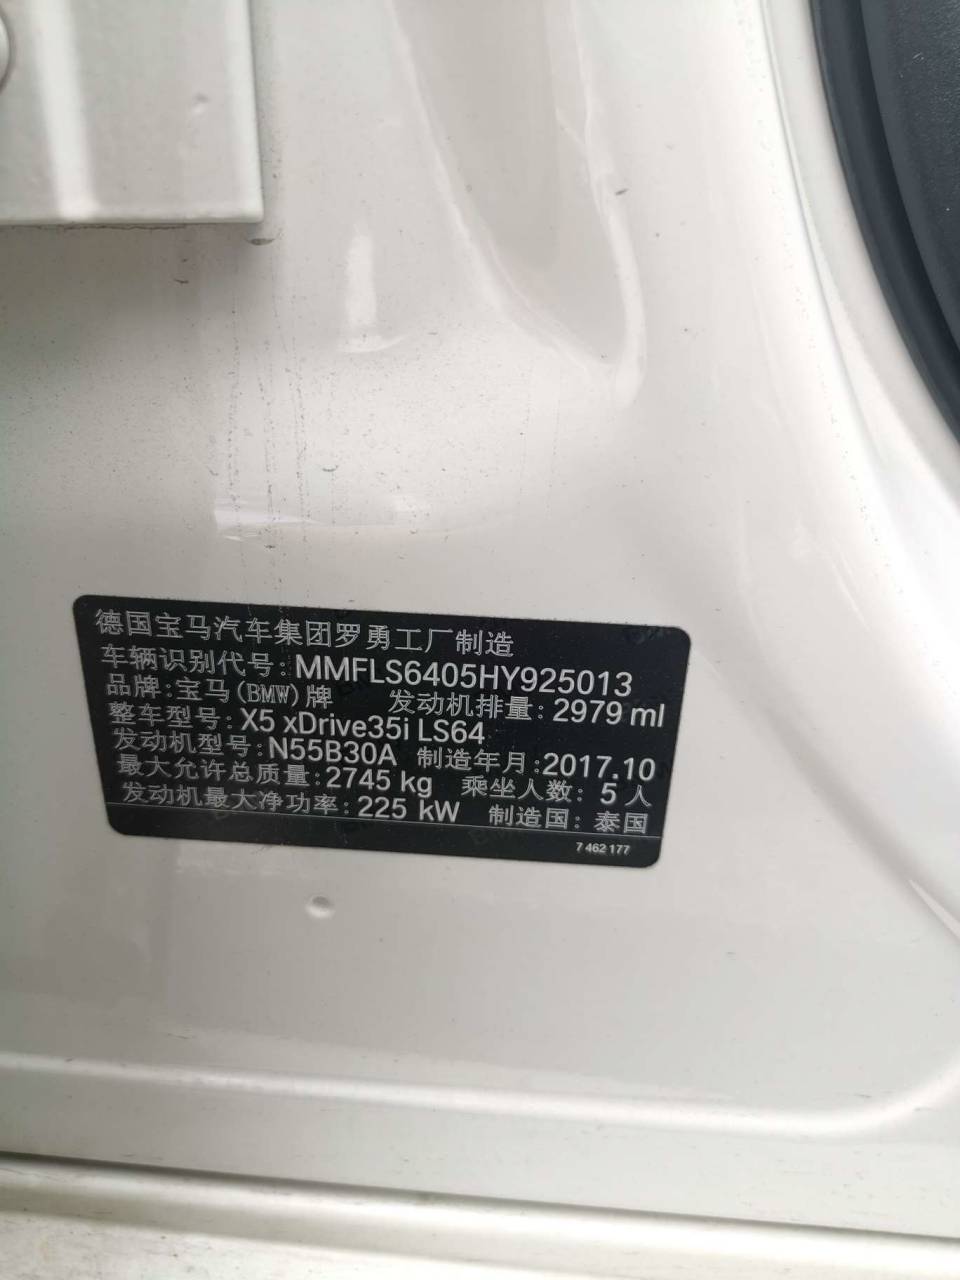 德国宝马汽车集团罗勇工厂制造
车辆识别代号: MMFLS6405HY925013
品牌: 宝马(BMW)牌 发动机排量: 2979 ml
整车型号: X5 xDrive35i LS64
发动机型号: N55B30A 制造年月: 2017.10
最大允许总质量: 2745 kg 乘坐人数: 5 人
发动机最大净功率: 225 kW 制造国: 泰国
7 462 177